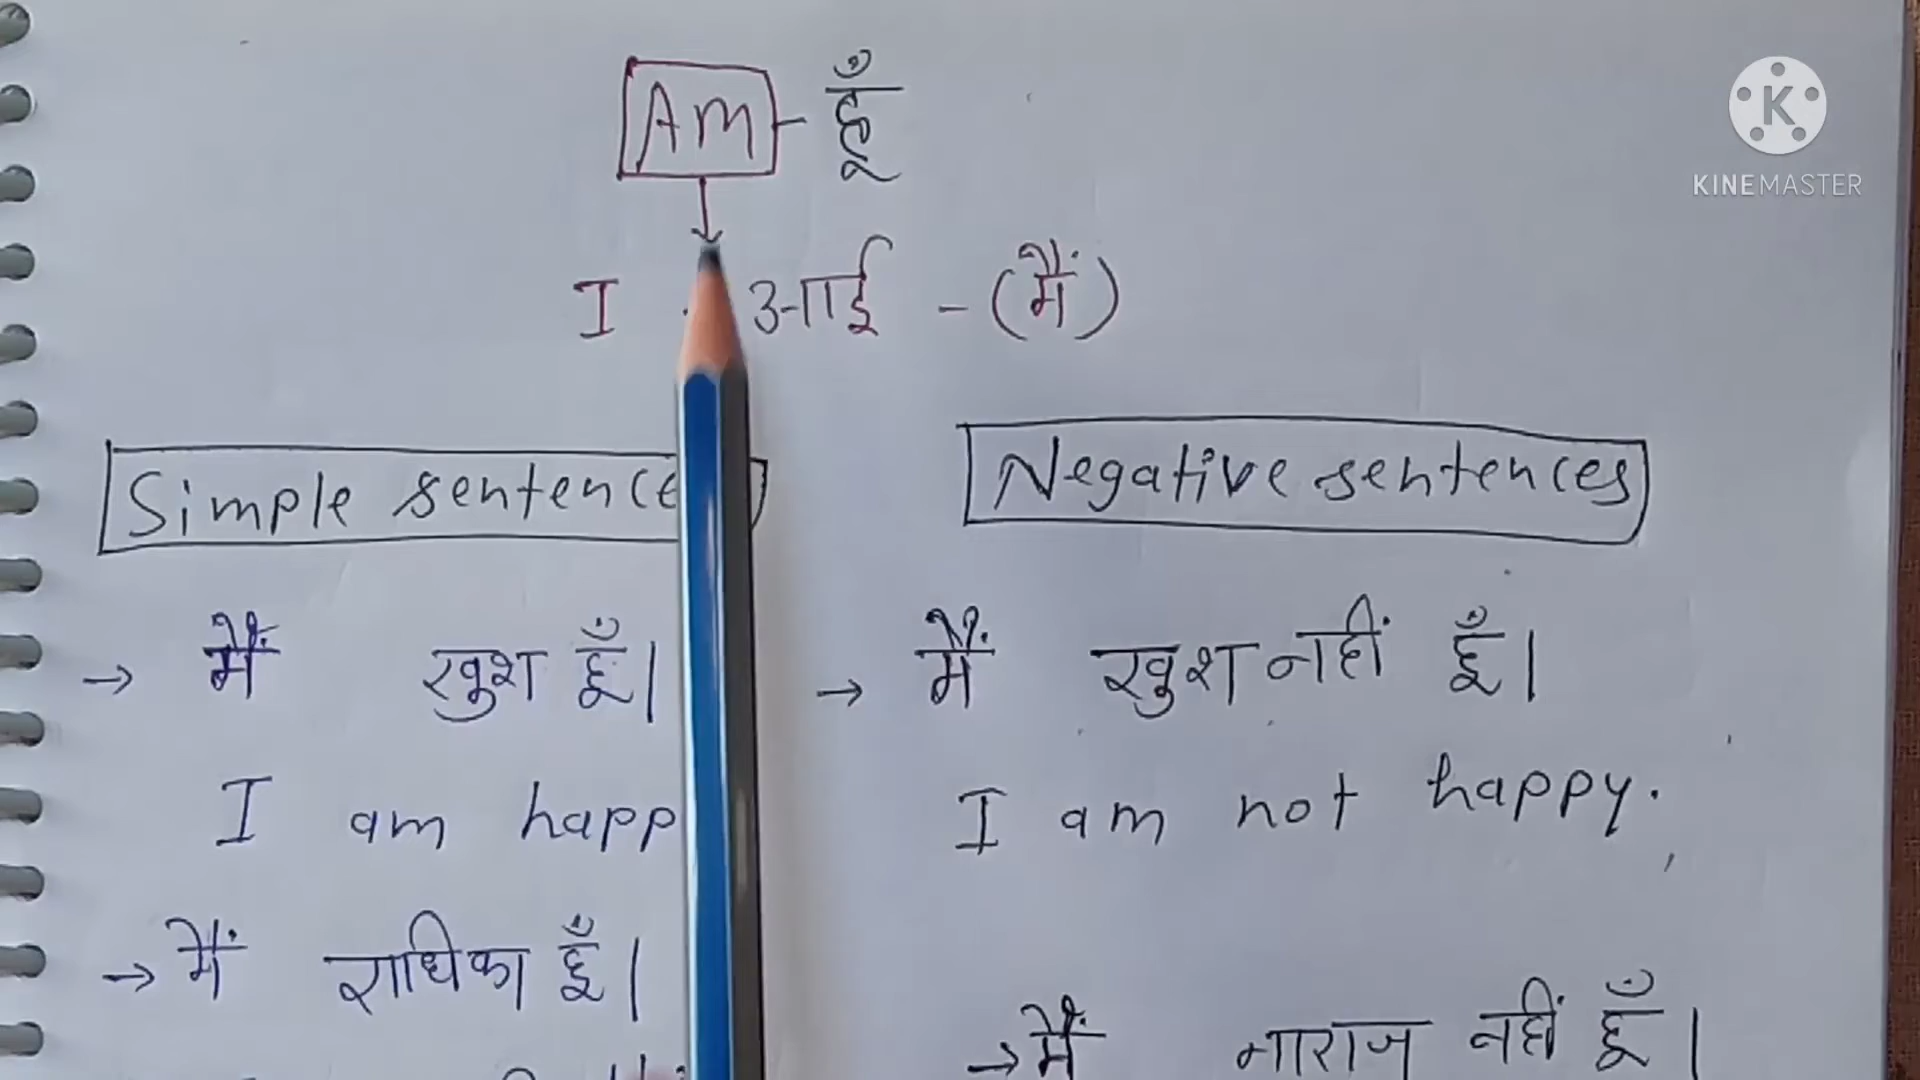 AM - हूँ
KINEMASTER
I - आई - (मैं)
Simple sentence
Negative sentences
→ मैं खुश हूँ।
→ मैं खुश नहीं हूँ।
I am happ
I am not happy.
→ मैं राधिका हूँ।
→ मैं नाराज नहीं हूँ।